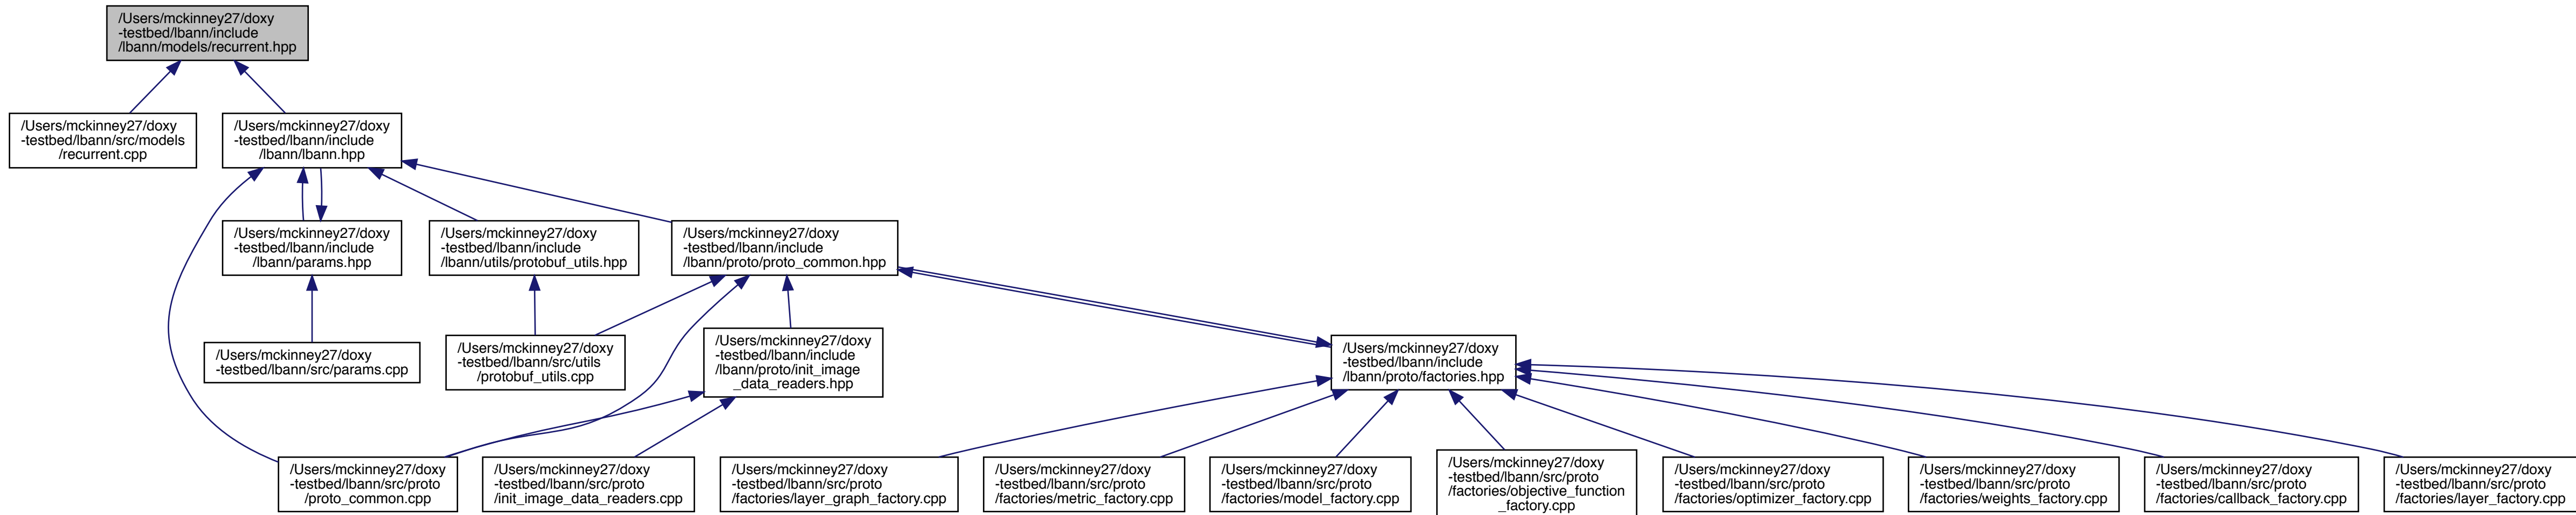 /Users/mckinney27/doxy
-testbed/lbann/include
/lbann/models/recurrent.hpp
/Users/mckinney27/doxy
-testbed/lbann/src/models
/recurrent.cpp
/Users/mckinney27/doxy
-testbed/lbann/include
/lbann/lbann.hpp
/Users/mckinney27/doxy
-testbed/lbann/include
/lbann/params.hpp
/Users/mckinney27/doxy
-testbed/lbann/include
/lbann/utils/protobuf_utils.hpp
/Users/mckinney27/doxy
-testbed/lbann/include
/lbann/proto/proto_common.hpp
/Users/mckinney27/doxy
-testbed/lbann/src/params.cpp
/Users/mckinney27/doxy
-testbed/lbann/src/utils
/protobuf_utils.cpp
/Users/mckinney27/doxy
-testbed/lbann/include
/lbann/proto/init_image
_data_readers.hpp
/Users/mckinney27/doxy
-testbed/lbann/include
/lbann/proto/factories.hpp
/Users/mckinney27/doxy
-testbed/lbann/src/proto
/proto_common.cpp
/Users/mckinney27/doxy
-testbed/lbann/src/proto
/init_image_data_readers.cpp
/Users/mckinney27/doxy
-testbed/lbann/src/proto
/factories/layer_graph_factory.cpp
/Users/mckinney27/doxy
-testbed/lbann/src/proto
/factories/metric_factory.cpp
/Users/mckinney27/doxy
-testbed/lbann/src/proto
/factories/model_factory.cpp
/Users/mckinney27/doxy
-testbed/lbann/src/proto
/factories/objective_function
_factory.cpp
/Users/mckinney27/doxy
-testbed/lbann/src/proto
/factories/optimizer_factory.cpp
/Users/mckinney27/doxy
-testbed/lbann/src/proto
/factories/weights_factory.cpp
/Users/mckinney27/doxy
-testbed/lbann/src/proto
/factories/callback_factory.cpp
/Users/mckinney27/doxy
-testbed/lbann/src/proto
/factories/layer_factory.cpp